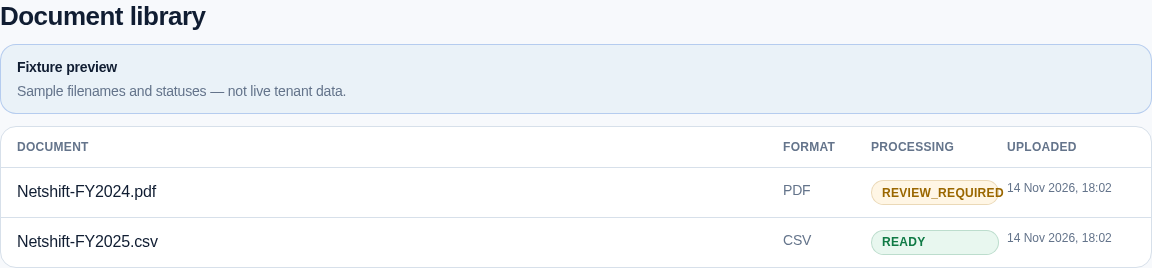 Document library
Fixture preview
Sample filenames and statuses — not live tenant data.
DOCUMENT FORMAT PROCESSING UPLOADED
Netshift-FY2024.pdf PDF REVIEW_REQUIRED 14 Nov 2026, 18:02
Netshift-FY2025.csv CSV READY 14 Nov 2026, 18:02